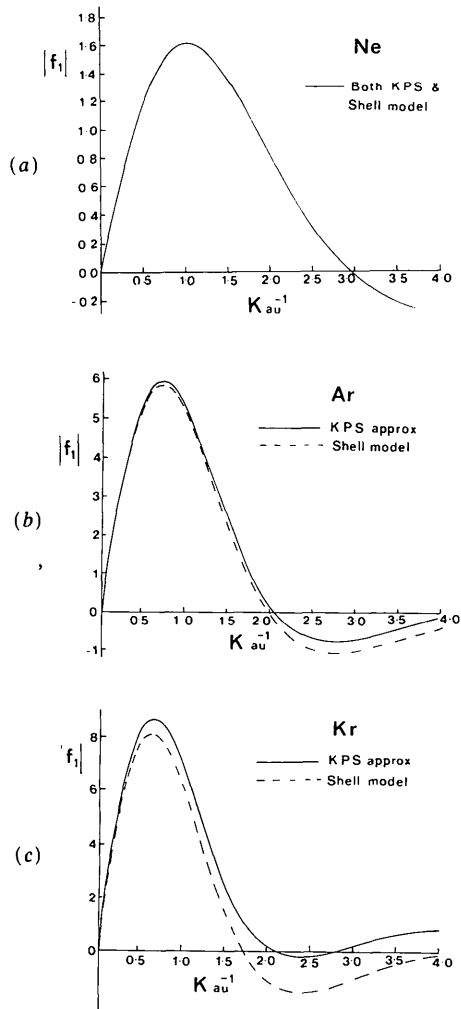 (a)
|f₁|
1·8
1·6
1·4
1·2
1·0
0·8
0·6
0·4
0·2
0·0
-0·2
0·5 1·0 1·5 2·0 2·5 3·0 3·5
K au⁻¹
Ne
Both KPS &
Shell model
(b)
,
|f₁|
6
5
4
3
2
1
0
-1
0·5 1·0 1·5 2·0 2·5 3·0 3·5 4·0
K au⁻¹
Ar
KPS approx
Shell model
(c)
f₁|
8
6
4
2
0
0·5 1·0 1·5 2·0 2·5 3·0 3·5 4·0
K au⁻¹
Kr
KPS approx
Shell model